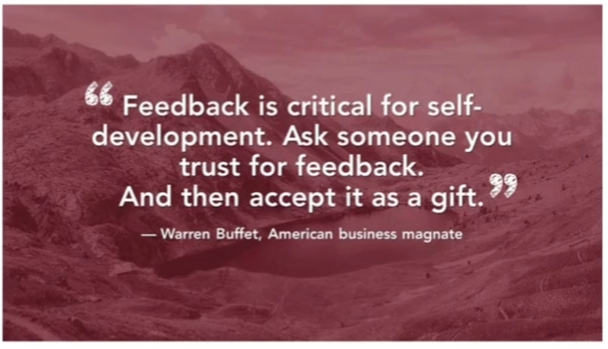 “ Feedback is critical for self-
development. Ask someone you
trust for feedback.
And then accept it as a gift. ”
— Warren Buffet, American business magnate